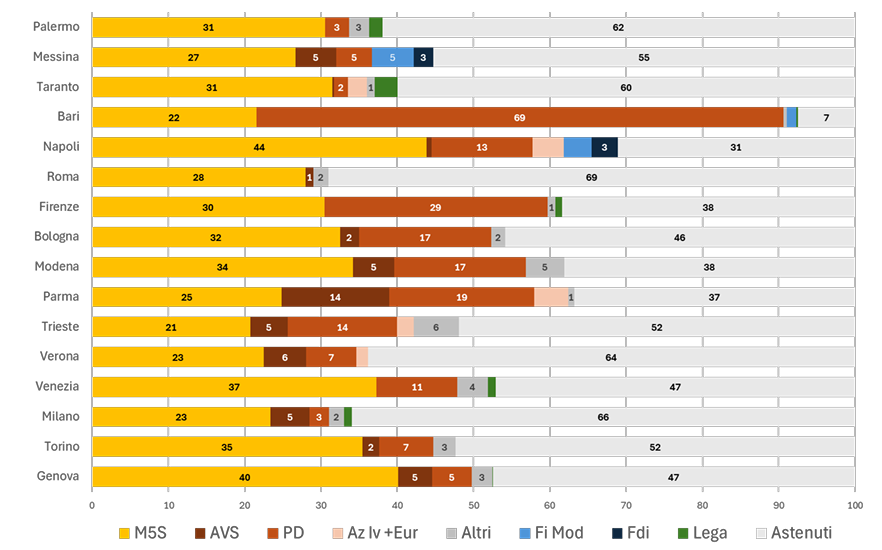 Palermo 31 3 3 62
Messina 27 5 5 5 3 55
Taranto 31 2 1 60
Bari 22 69 7
Napoli 44 13 3 31
Roma 28 1 2 69
Firenze 30 29 1 38
Bologna 32 2 17 2 46
Modena 34 5 17 5 38
Parma 25 14 19 1 37
Trieste 21 5 14 6 52
Verona 23 6 7 64
Venezia 37 11 4 47
Milano 23 5 3 2 66
Torino 35 2 7 3 52
Genova 40 5 5 3 47
0 10 20 30 40 50 60 70 80 90 100
M5S AVS PD Az Iv +Eur Altri Fi Mod Fdi Lega Astenuti